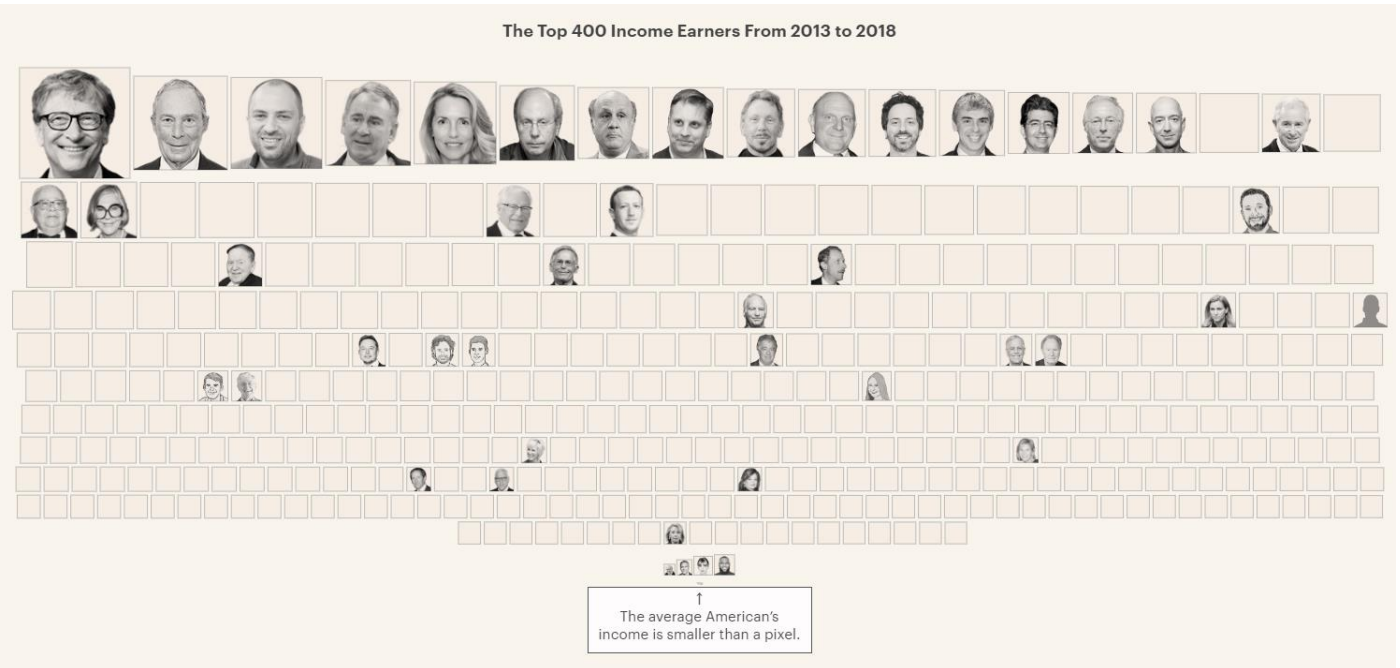 The Top 400 Income Earners From 2013 to 2018
↑
The average American's
income is smaller than a pixel.